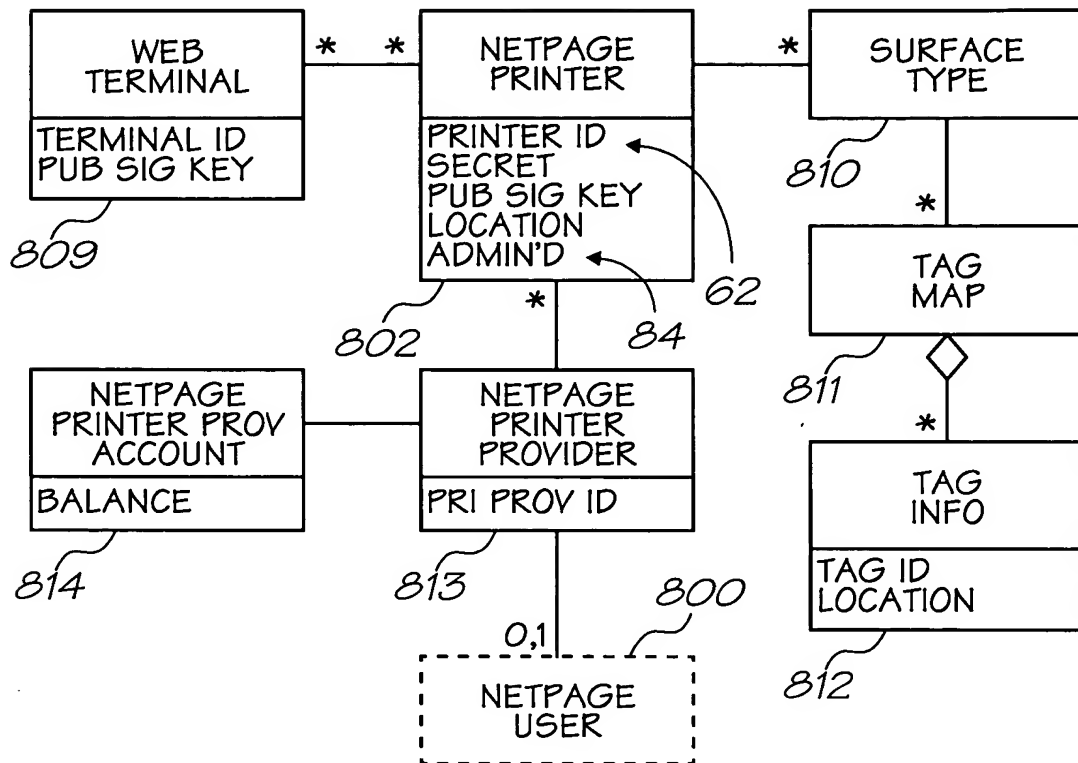 WEB
TERMINAL
TERMINAL ID
PUB SIG KEY
809
*
*
NETPAGE
PRINTER
PRINTER ID
SECRET
PUB SIG KEY
LOCATION
ADMIN'D
62
84
802
*
*
SURFACE
TYPE
810
*
TAG
MAP
811
*
TAG
INFO
TAG ID
LOCATION
812
NETPAGE
PRINTER PROV
ACCOUNT
BALANCE
814
NETPAGE
PRINTER
PROVIDER
PRI PROV ID
813
0,1
800
NETPAGE
USER